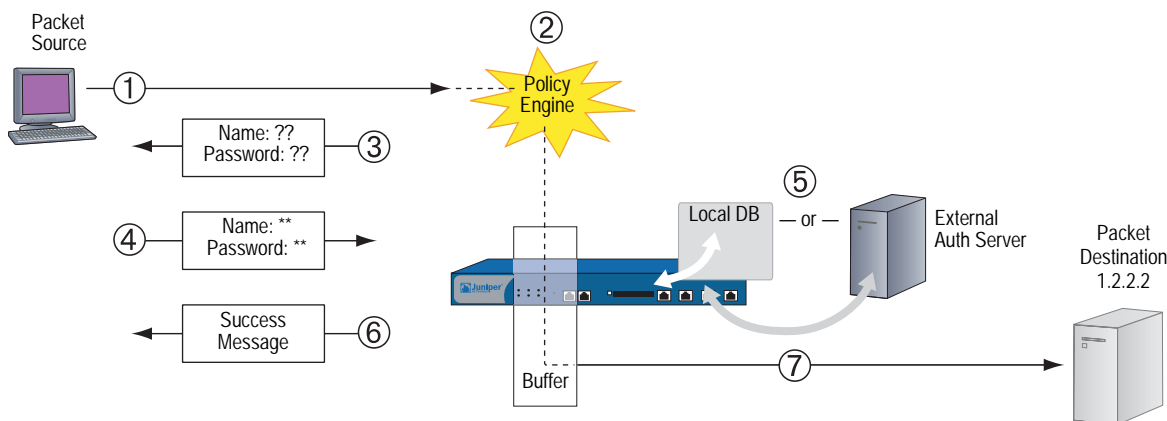 Packet
Source
①
②
Policy
Engine
Name: ??
Password: ??
③
④
Name: **
Password: **
⑤
Local DB
or
External
Auth Server
Packet
Destination
1.2.2.2
Juniper
Success
Message
⑥
Buffer
⑦